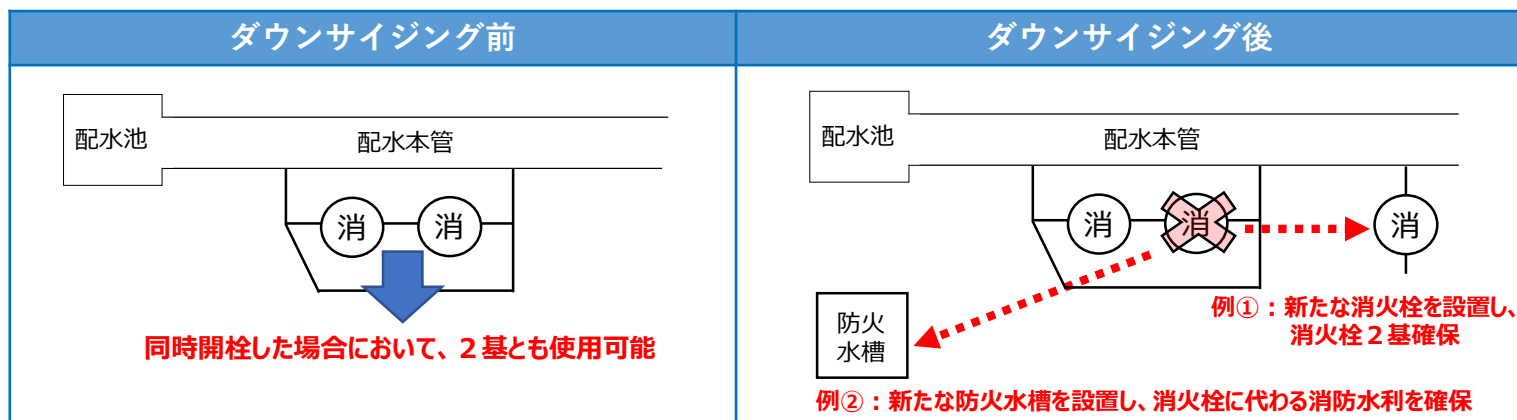 ダウンサイジング前
配水池
配水本管
消
消
同時開栓した場合において、２基とも使用可能
ダウンサイジング後
配水池
配水本管
消
消
消
例①：新たな消火栓を設置し、
消火栓２基確保
防火
水槽
例②：新たな防火水槽を設置し、消火栓に代わる消防水利を確保